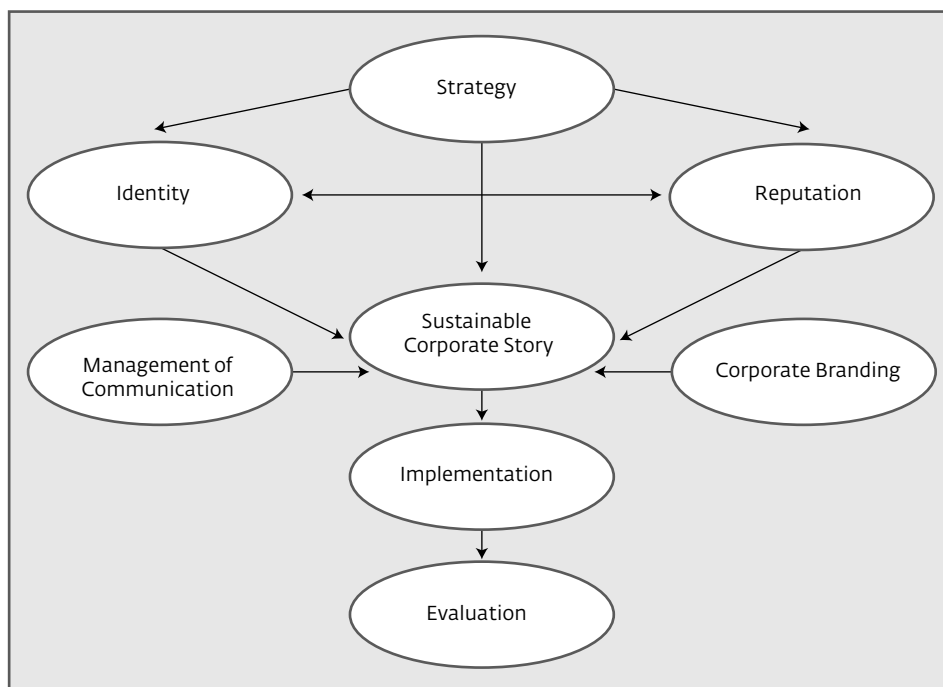 Strategy
Identity
Reputation
Sustainable
Corporate Story
Management of
Communication
Corporate Branding
Implementation
Evaluation